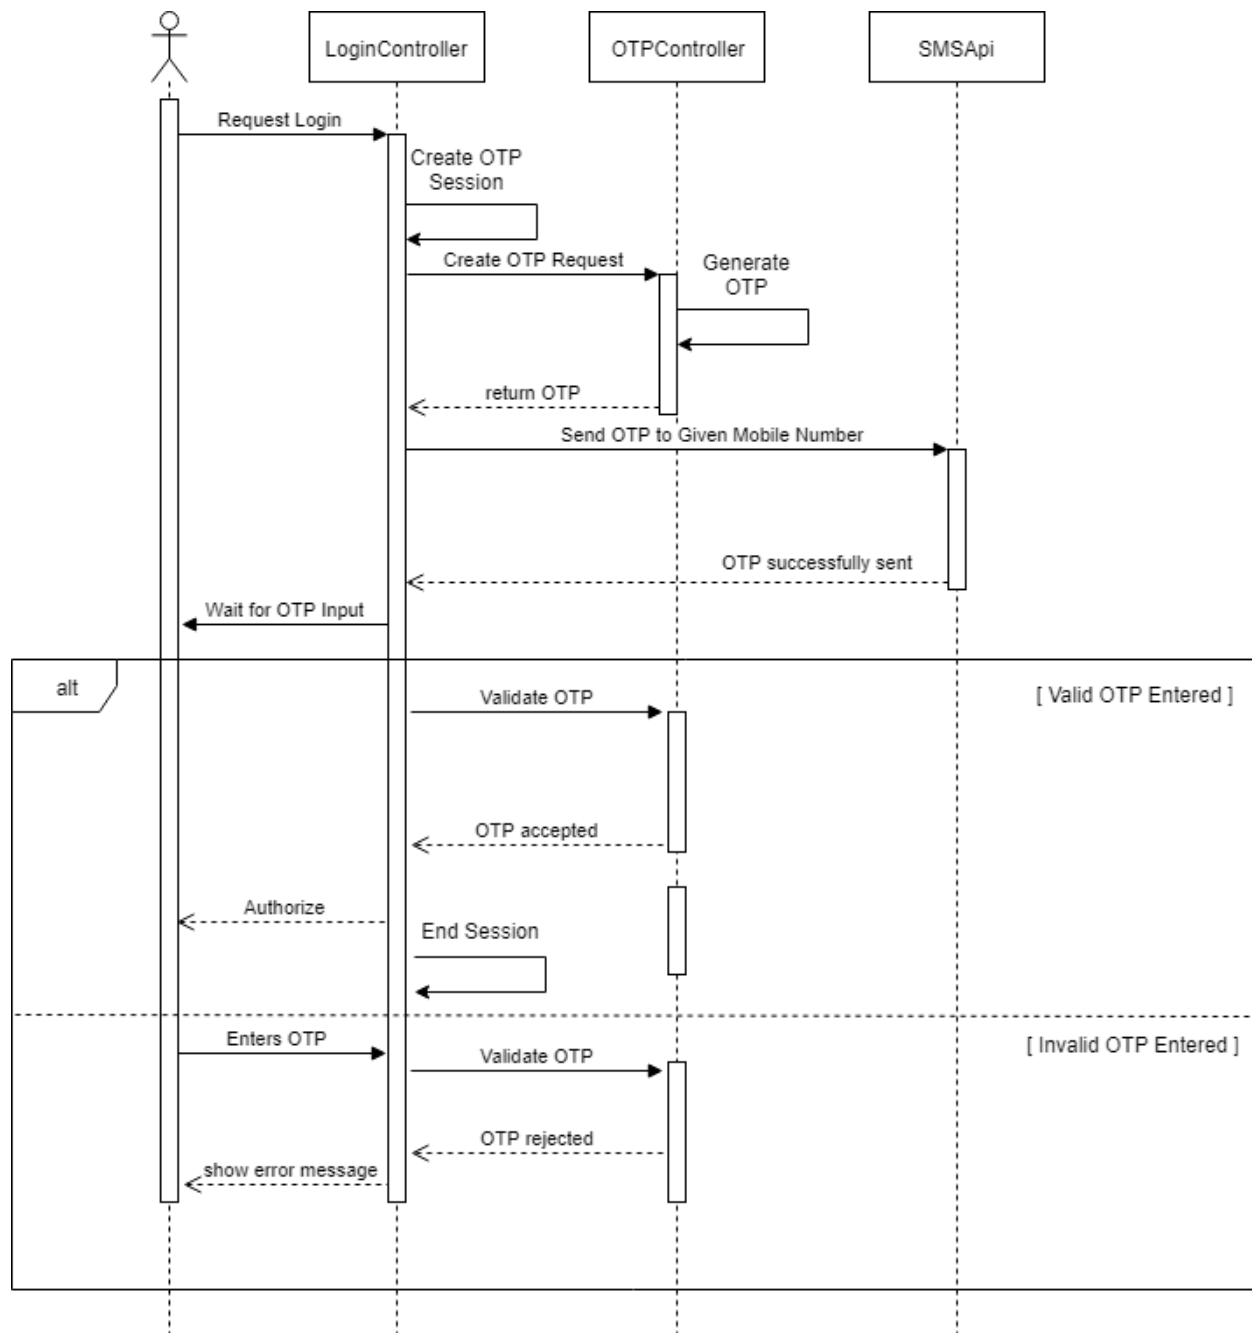 LoginController
OTPController
SMSApi
Request Login
Create OTP
Session
Create OTP Request
Generate
OTP
return OTP
Send OTP to Given Mobile Number
OTP successfully sent
Wait for OTP Input
alt
Validate OTP
[ Valid OTP Entered ]
OTP accepted
Authorize
End Session
Enters OTP
Validate OTP
[ Invalid OTP Entered ]
OTP rejected
show error message